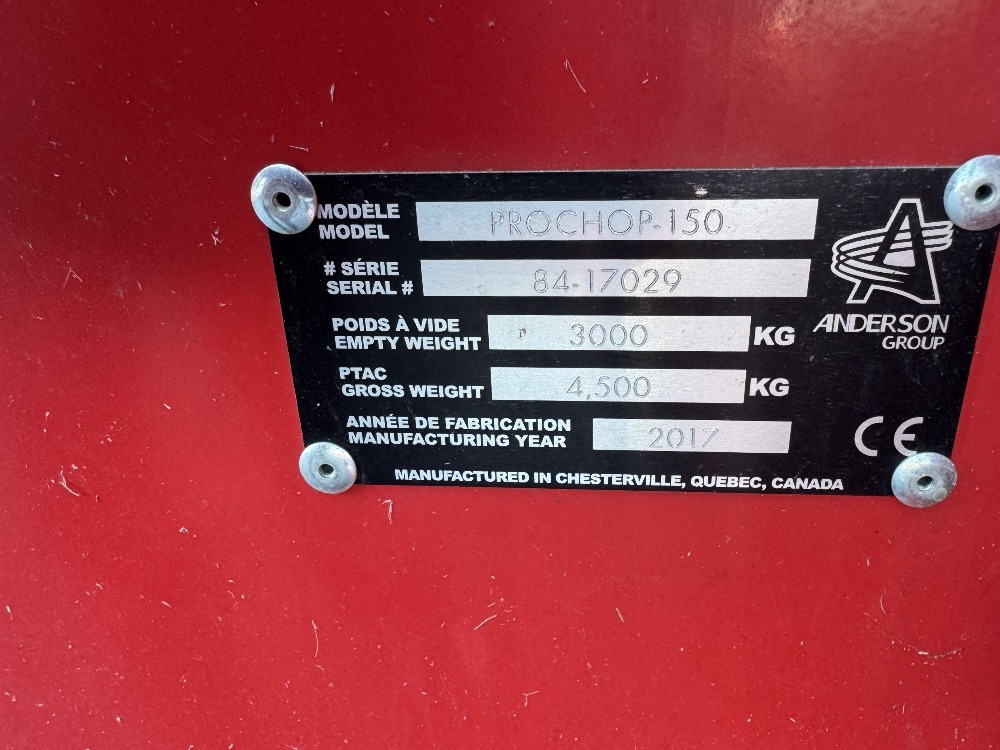 MODÈLE
MODEL
PROCHOP-150
# SÉRIE
SERIAL #
84-17029
POIDS À VIDE
EMPTY WEIGHT
3000 KG
PTAC
GROSS WEIGHT
4,500 KG
ANNÉE DE FABRICATION
MANUFACTURING YEAR
2017
ANDERSON
GROUP
CE
MANUFACTURED IN CHESTERVILLE, QUEBEC, CANADA